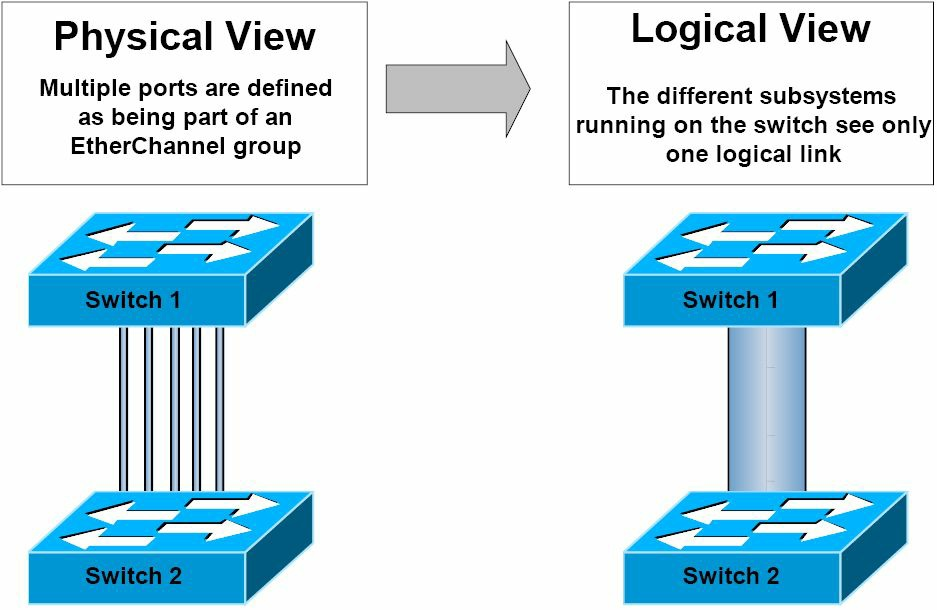 Physical View
Multiple ports are defined
as being part of an
EtherChannel group
Logical View
The different subsystems
running on the switch see only
one logical link
Switch 1
Switch 1
Switch 2
Switch 2